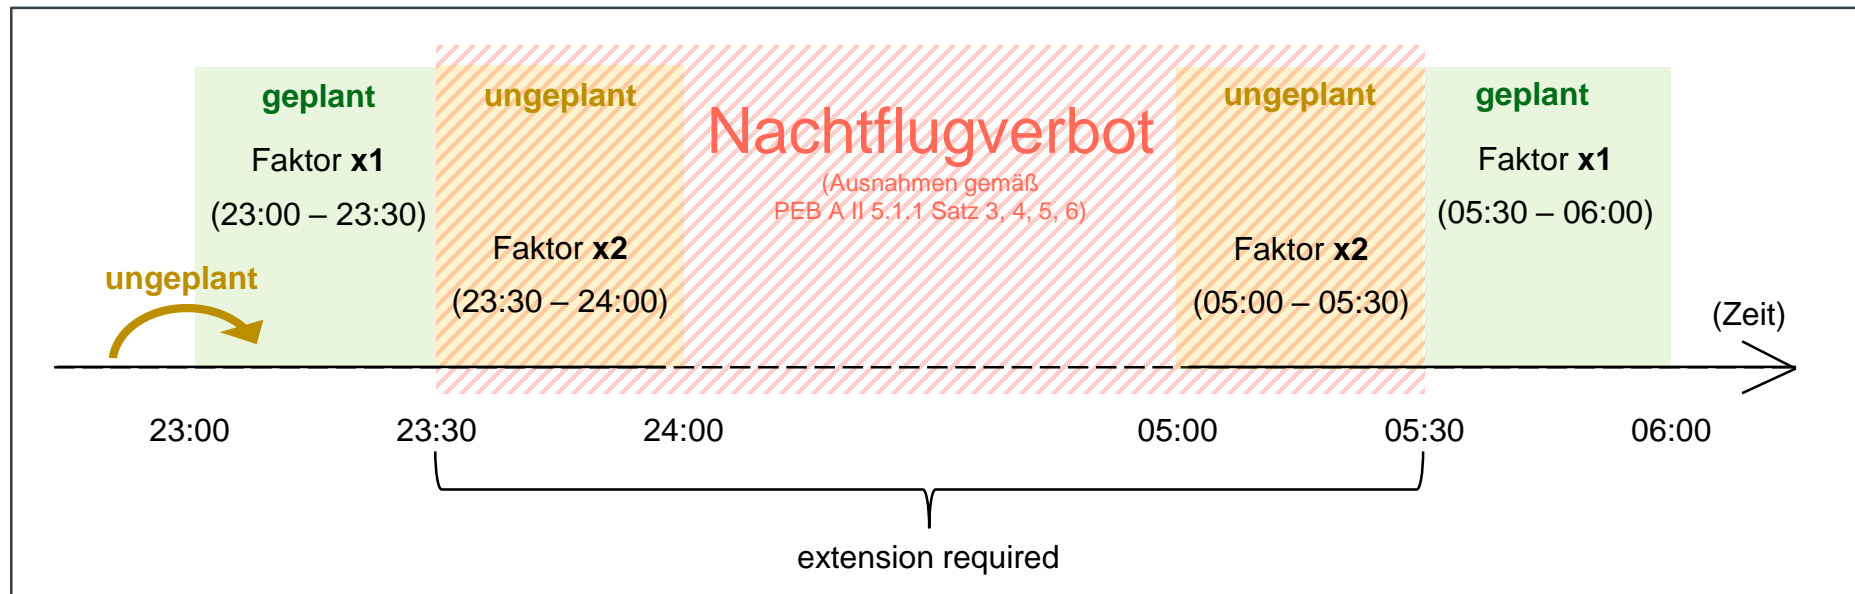 geplant
Faktor x1
(23:00 – 23:30)
ungeplant
ungeplant
Faktor x2
(23:30 – 24:00)
Nachtflugverbot
(Ausnahmen gemäß
PEB A II 5.1.1 Satz 3, 4, 5, 6)
ungeplant
Faktor x2
(05:00 – 05:30)
geplant
Faktor x1
(05:30 – 06:00)
(Zeit)
23:00
23:30
24:00
05:00
05:30
06:00
extension required